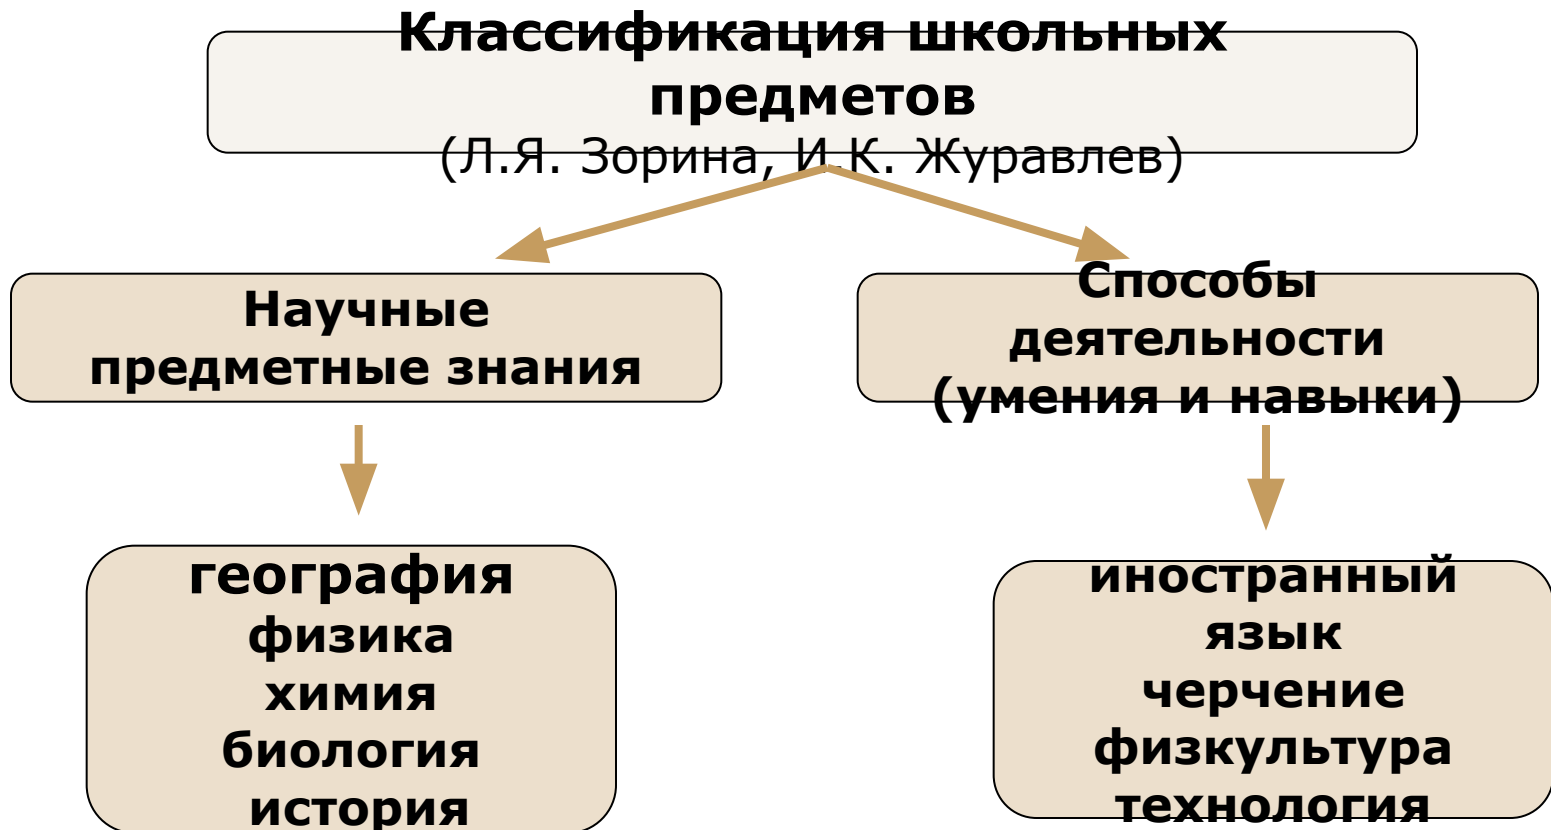 Классификация школьных
предметов
(Л.Я. Зорина, И.К. Журавлев)
Научные
предметные знания
Способы
деятельности
(умения и навыки)
география
физика
химия
биология
история
иностранный
язык
черчение
физкультура
технология